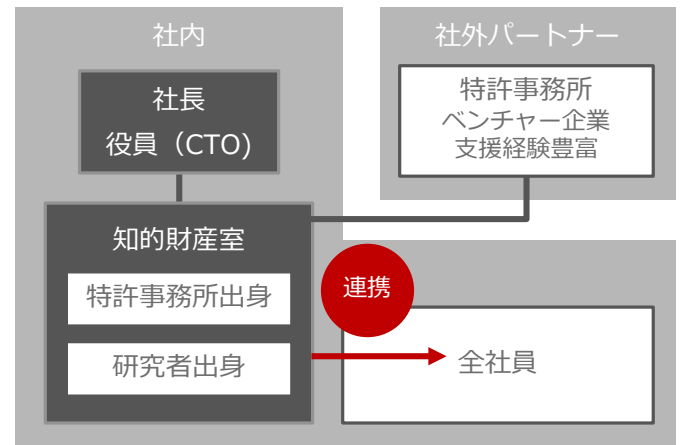 社内
社長
役員（CTO)
知的財産室
特許事務所出身
研究者出身
社外パートナー
特許事務所
ベンチャー企業
支援経験豊富
連携
全社員